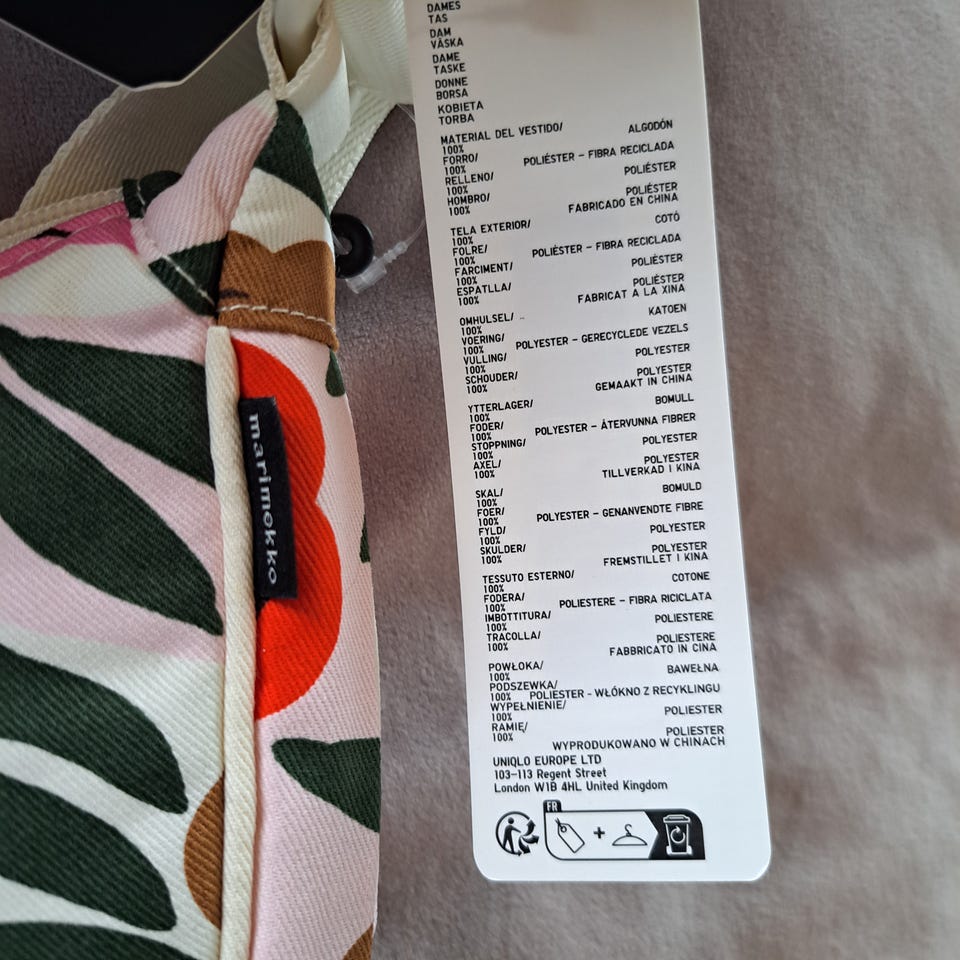 DAMES
TAS
DAM
VÄSKA
DAME
TASKE
DONNE
BORSA
KOBIETA
TORBA
MATERIAL DEL VESTIDO/
100% ALGODÓN
FORRO/
100% POLIÉSTER - FIBRA RECICLADA
RELLENO/
100% POLIÉSTER
HOMBRO/
100% POLIÉSTER
FABRICADO EN CHINA
TELA EXTERIOR/
100% COTÓ
FOLRE/
100% POLIÈSTER - FIBRA RECICLADA
FARCIMENT/
100% POLIÈSTER
ESPATLLA/
100% POLIÈSTER
FABRICAT A LA XINA
OMHULSEL/
100% KATOEN
VOERING/
100% POLYESTER - GERECYCLEDE VEZELS
VULLING/
100% POLYESTER
SCHOUDER/
100% POLYESTER
GEMAAKT IN CHINA
YTTERLAGER/
100% BOMULL
FODER/
100% POLYESTER - ÅTERVUNNA FIBRER
STOPPNING/
100% POLYESTER
AXEL/
100% POLYESTER
TILLVERKAD I KINA
SKAL/
100% BOMULD
FOER/
100% POLYESTER - GENANVENDTE FIBRE
FYLD/
100% POLYESTER
SKULDER/
100% POLYESTER
FREMSTILLET I KINA
TESSUTO ESTERNO/
100% COTONE
FODERA/
100% POLIESTERE - FIBRA RICICLATA
IMBOTTITURA/
100% POLIESTERE
TRACOLLA/
100% POLIESTERE
FABBRICATO IN CINA
POWŁOKA/
100% BAWEŁNA
PODSZEWKA/
100% POLIESTER - WŁÓKNO Z RECYKLINGU
WYPEŁNIENIE/
100% POLIESTER
RAMIĘ/
100% POLIESTER
WYPRODUKOWANO W CHINACH
UNIQLO EUROPE LTD
103-113 Regent Street
London W1B 4HL United Kingdom
FR
marimekko